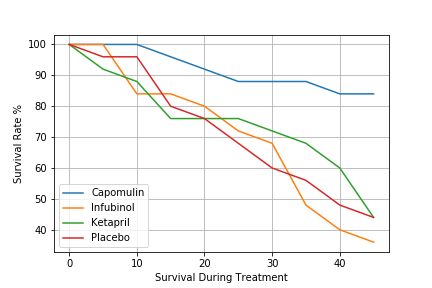 100
90
80
70
60
50
40
Survival Rate %
Capomulin
Infubinol
Ketapril
Placebo
0 10 20 30 40
Survival During Treatment